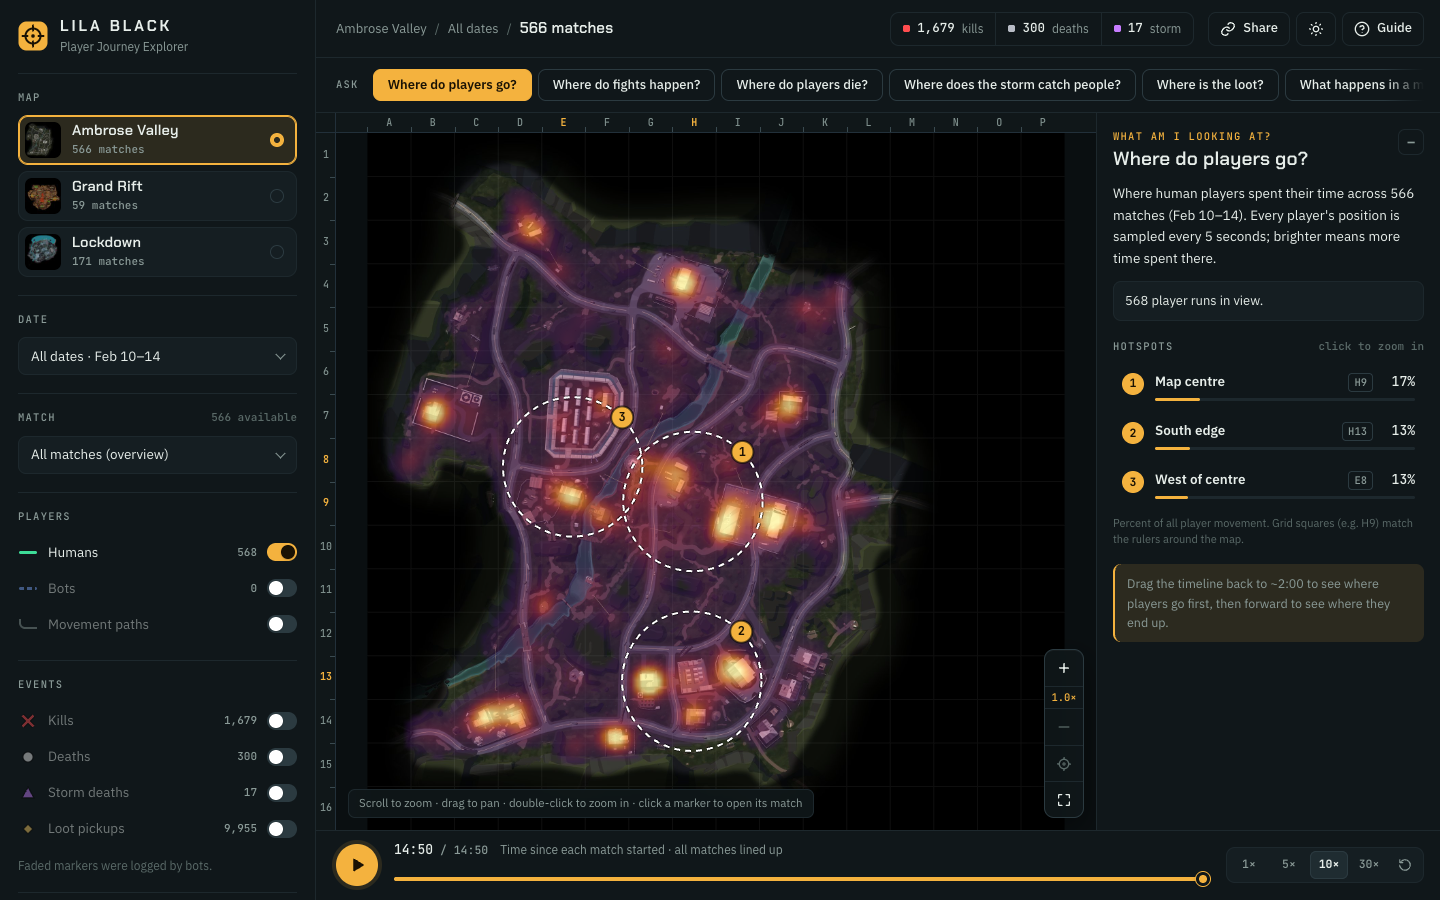 LILA BLACK
Player Journey Explorer
MAP
Ambrose Valley
566 matches
Grand Rift
59 matches
Lockdown
171 matches
DATE
All dates · Feb 10–14
MATCH
566 available
All matches (overview)
PLAYERS
Humans 568
Bots 0
Movement paths
EVENTS
Kills 1,679
Deaths 300
Storm deaths 17
Loot pickups 9,955
Faded markers were logged by bots.
Ambrose Valley / All dates / 566 matches
1,679 kills 300 deaths 17 storm
Share
Guide
ASK
Where do players go?
Where do fights happen?
Where do players die?
Where does the storm catch people?
Where is the loot?
What happens in a m
A B C D E F G H I J K L M N O P
1
2
3
4
5
6
7
8
9
10
11
12
13
14
15
16
3
1
2
+
1.0×
−
Scroll to zoom · drag to pan · double-click to zoom in · click a marker to open its match
WHAT AM I LOOKING AT?
Where do players go?
−
Where human players spent their time across 566
matches (Feb 10–14). Every player's position is
sampled every 5 seconds; brighter means more
time spent there.
568 player runs in view.
HOTSPOTS click to zoom in
1 Map centre H9 17%
2 South edge H13 13%
3 West of centre E8 13%
Percent of all player movement. Grid squares (e.g. H9) match
the rulers around the map.
Drag the timeline back to ~2:00 to see where
players go first, then forward to see where they
end up.
14:50 / 14:50 Time since each match started · all matches lined up
1× 5× 10× 30×